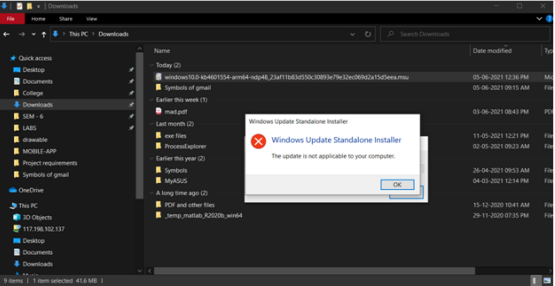 Downloads
File
Home
Share
View
This PC > Downloads
Search Downloads
Name
Date modified
Quick access
Desktop
Documents
College
Downloads
SEM - 6
LABS
drawable
MOBILE-APP
Project requirements
Symbols of gmail
OneDrive
This PC
3D Objects
117.198.102.137
Desktop
Documents
Downloads
Today (2)
05-06-2021 12:36 PM
Symbols of gmail
05-06-2021 09:15 AM
File
Earlier this week (1)
mad.pdf
03-06-2021 08:43 PM
Last month (2)
exe files
11-05-2021 12:21 PM
File
ProcessExplorer
02-05-2021 09:23 AM
File
Earlier this year (2)
Symbols
26-04-2021 09:53 AM
File
MyASUS
04-03-2021 12:14 PM
File
A long time ago (2)
PDF and other files
15-12-2020 10:41 AM
File
_temp_matlab_R2020b_win64
29-11-2020 07:35 PM
File
Windows Update Standalone Installer
Windows Update Standalone Installer
The update is not applicable to your computer.
OK
9 items
1 item selected 41.6 MB